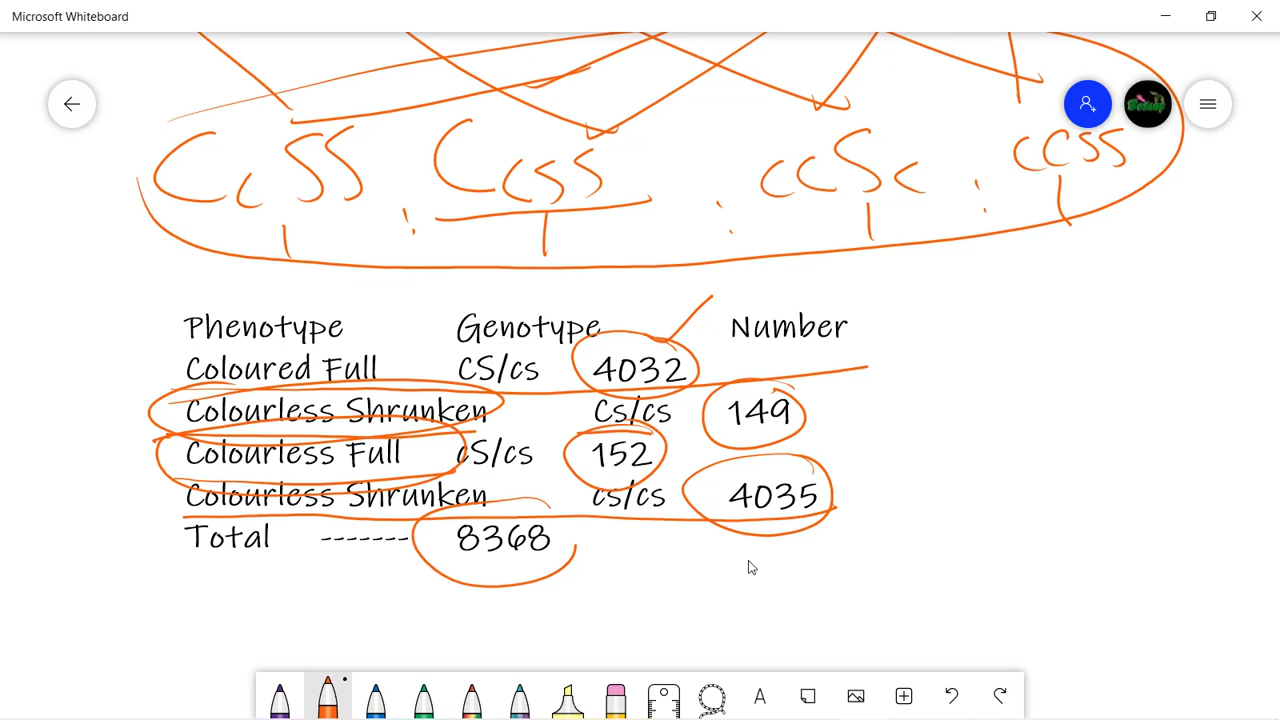 Microsoft Whiteboard
CcSS : Ccss : ccSc : ccss
Phenotype Genotype Number
Coloured Full CS/cs 4032
Colourless Shrunken Cs/cs 149
Colourless Full cS/cs 152
Colourless Shrunken cs/cs 4035
Total ------- 8368